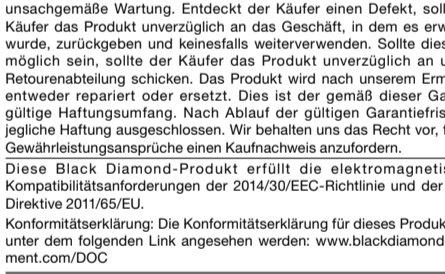 unsachgemäße Wartung. Entdeckt der Käufer einen Defekt, soll
Käufer das Produkt unverzüglich an das Geschäft, in dem es erw
wurde, zurückgeben und keinesfalls weiterverwenden. Sollte dies
möglich sein, sollte der Käufer das Produkt unverzüglich an u
Retourenabteilung schicken. Das Produkt wird nach unserem Erm
entweder repariert oder ersetzt. Dies ist der gemäß dieser Ga
gültige Haftungsumfang. Nach Ablauf der gültigen Garantiefris
jegliche Haftung ausgeschlossen. Wir behalten uns das Recht vor, f
Gewährleistungsansprüche einen Kaufnachweis anzufordern.
Diese Black Diamond-Produkt erfüllt die elektromagnetis
Kompatibilitätsanforderungen der 2014/30/EEC-Richtlinie und der
Direktive 2011/65/EU.
Konformitätserklärung: Die Konformitätserklärung für dieses Produk
unter dem folgenden Link angesehen werden: www.blackdiamond
ment.com/DOC